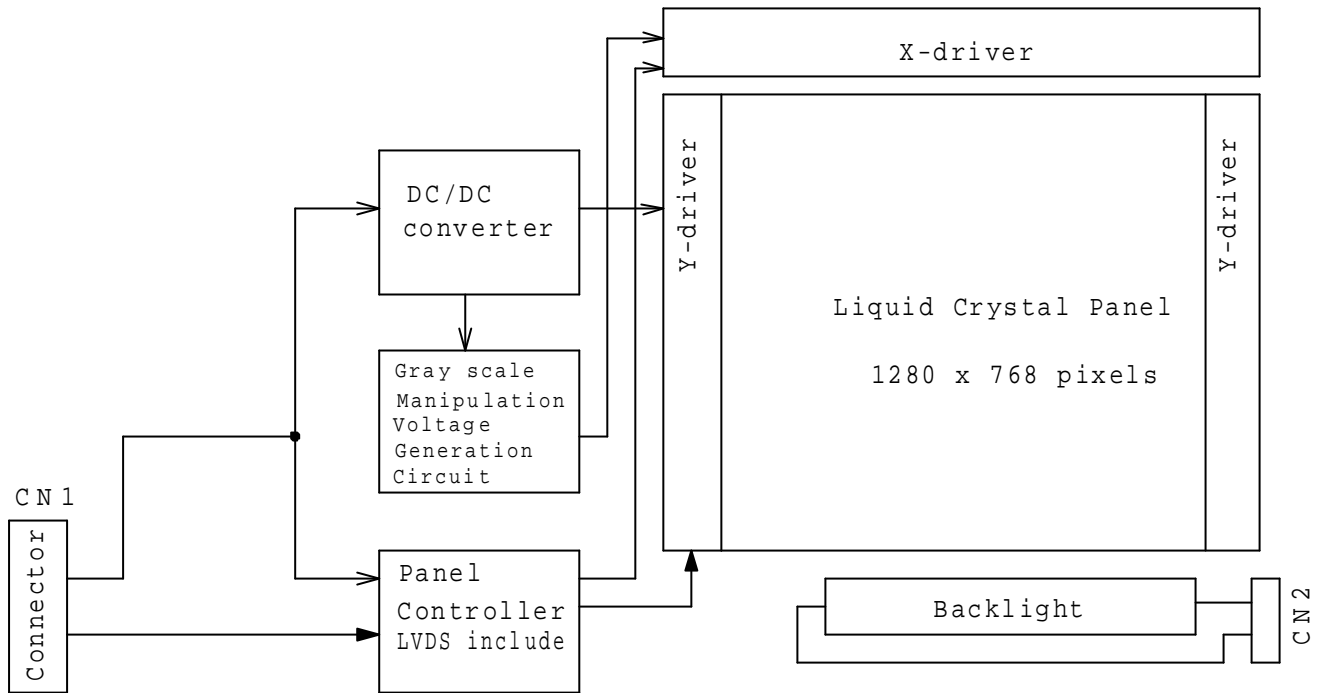 X-driver
DC/DC
converter
Y-driver
Y-driver
Liquid Crystal Panel
1280 x 768 pixels
Gray scale
Manipulation
Voltage
Generation
Circuit
CN1
Connector
Panel
Controller
LVDS include
Backlight
CN2